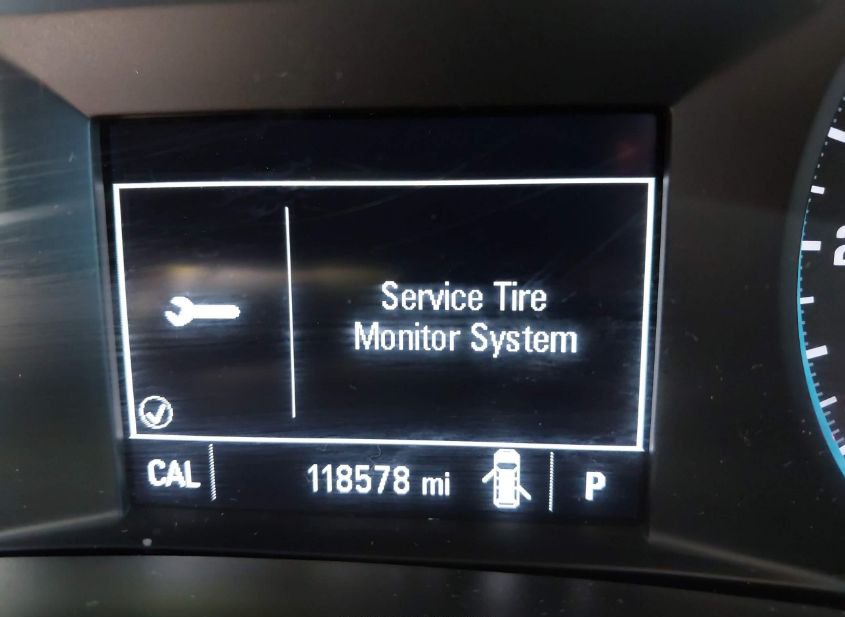 Service Tire
Monitor System
CAL
118578 mi
P